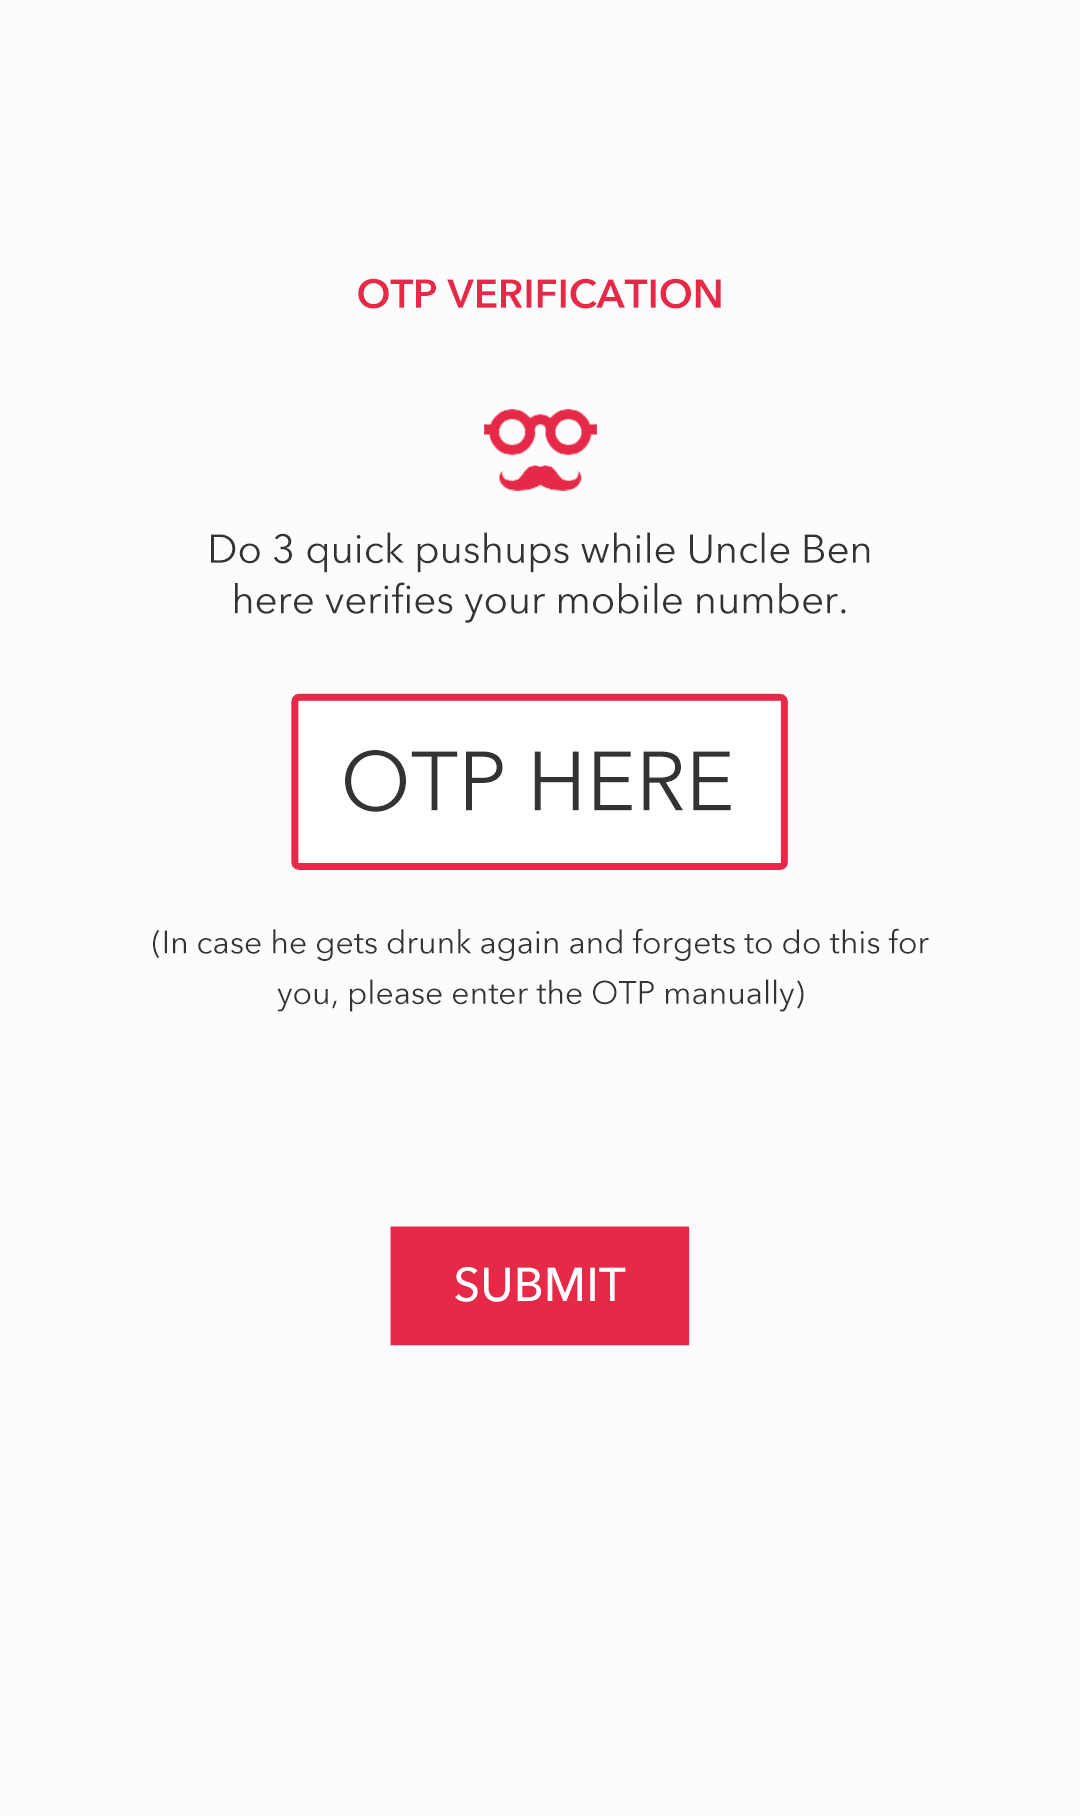 OTP VERIFICATION
Do 3 quick pushups while Uncle Ben
here verifies your mobile number.
OTP HERE
(In case he gets drunk again and forgets to do this for
you, please enter the OTP manually)
SUBMIT